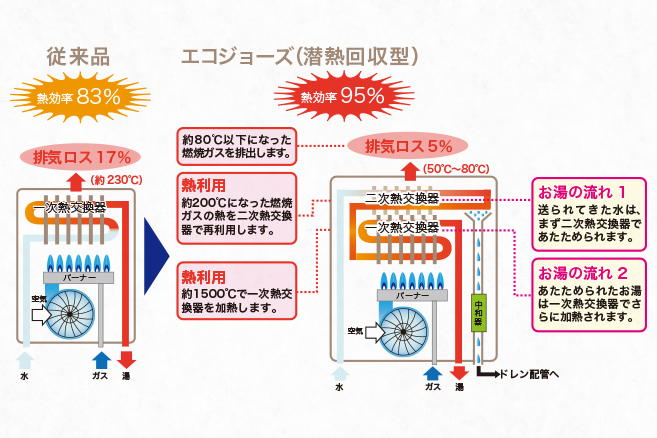 従来品
熱効率 83%
排気ロス 17%
(約 230℃)
一次熱交換器
バーナー
空気
水
ガス
湯
エコジョーズ(潜熱回収型)
熱効率 95%
約80℃以下になった
燃焼ガスを排出します。
排気ロス 5%
(50℃〜80℃)
熱利用
約200℃になった燃焼
ガスの熱を二次熱交換
器で再利用します。
熱利用
約1500℃で一次熱交
換器を加熱します。
二次熱交換器
一次熱交換器
バーナー
空気
中和器
水
ガス
湯
ドレン配管へ
お湯の流れ 1
送られてきた水は、
まず二次熱交換器で
あたためられます。
お湯の流れ 2
あたためられたお湯
は一次熱交換器でさ
らに加熱されます。